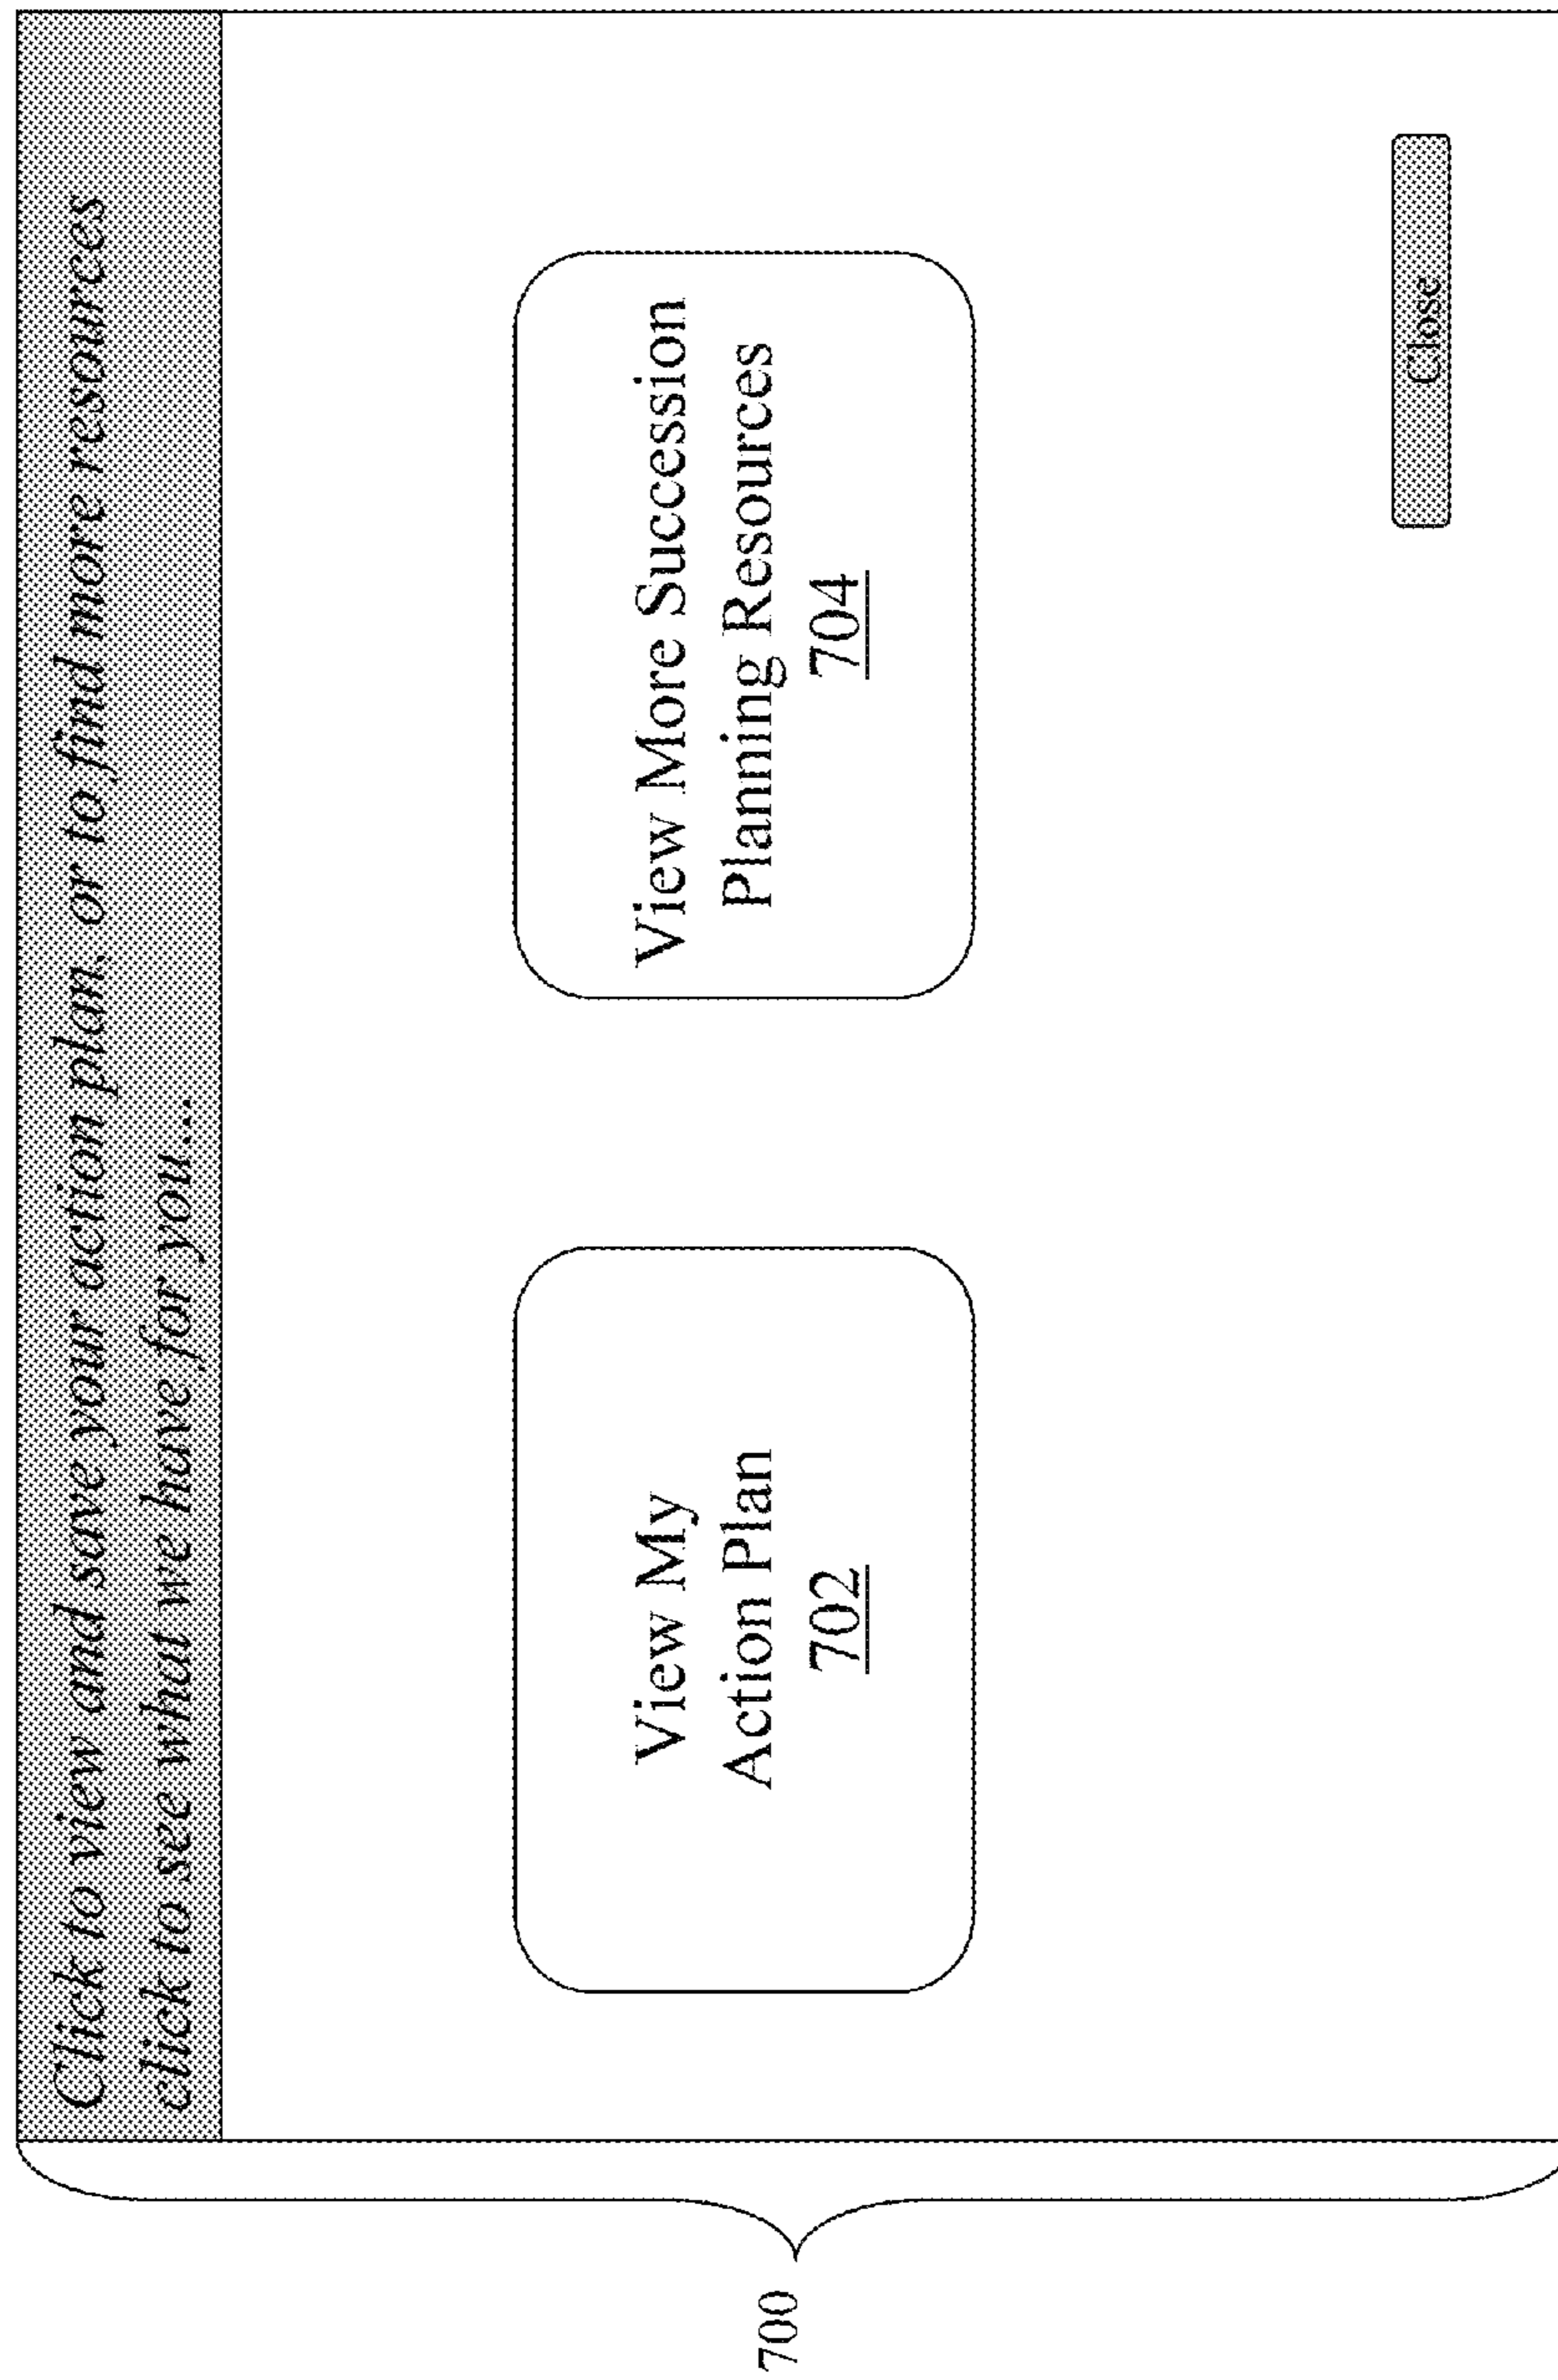 Click to view and save your action plan, or to find more resources
click to see what we have for you...
View My
Action Plan
702
View More Succession
Planning Resources
704
Close
700